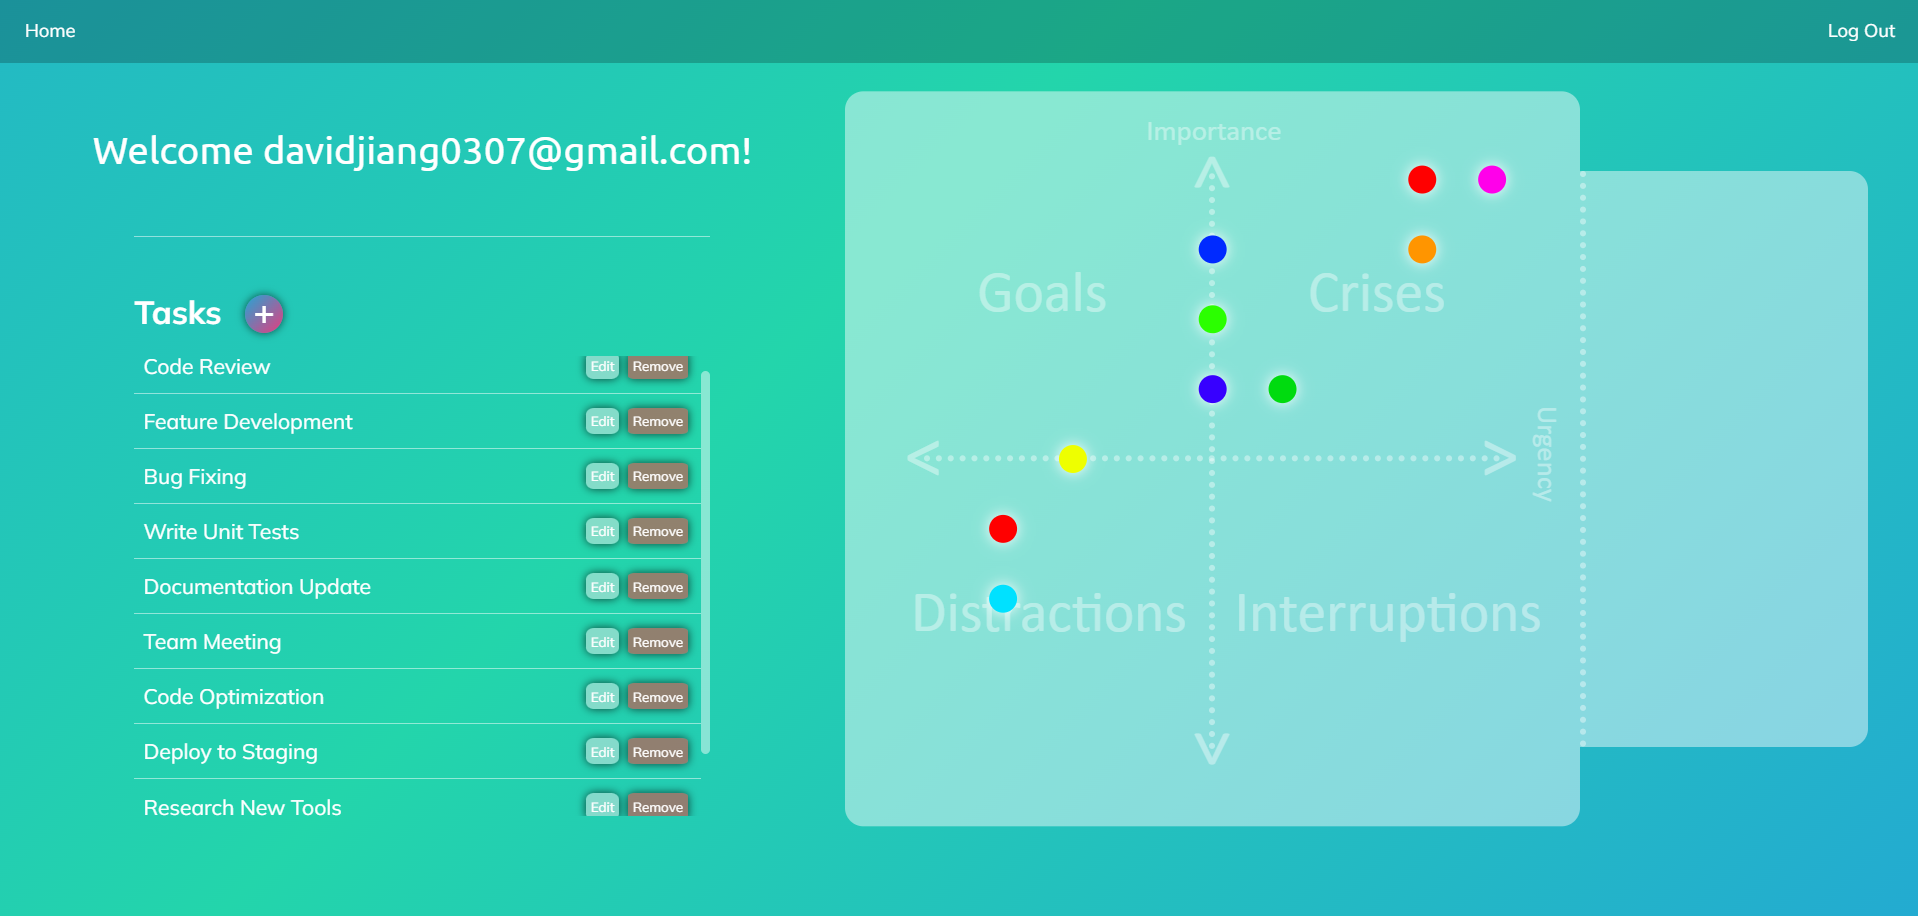 Home
Log Out
Welcome davidjiang0307@gmail.com!
Tasks +
Code Review Edit Remove
Feature Development Edit Remove
Bug Fixing Edit Remove
Write Unit Tests Edit Remove
Documentation Update Edit Remove
Team Meeting Edit Remove
Code Optimization Edit Remove
Deploy to Staging Edit Remove
Research New Tools Edit Remove
Importance
Goals
Crises
Urgency
Distractions
Interruptions